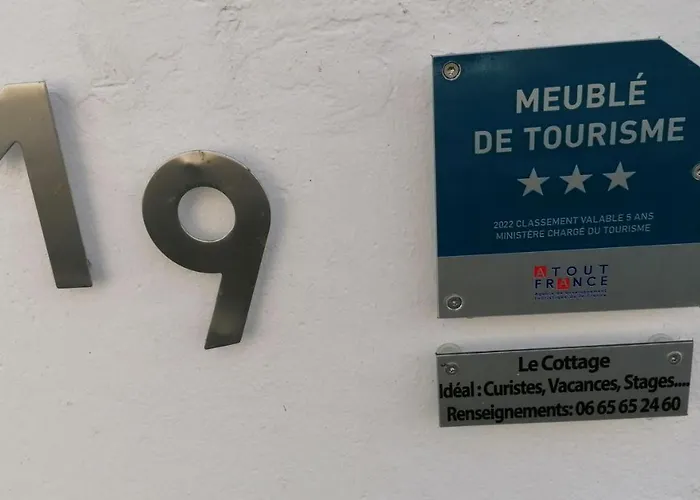 19
MEUBLÉ
DE TOURISME
2022 CLASSEMENT VALABLE 5 ANS
MINISTÈRE CHARGÉ DU TOURISME
ATOUT
FRANCE
Le Cottage
Idéal : Curistes, Vacances, Stages....
Renseignements: 06 65 65 24 60